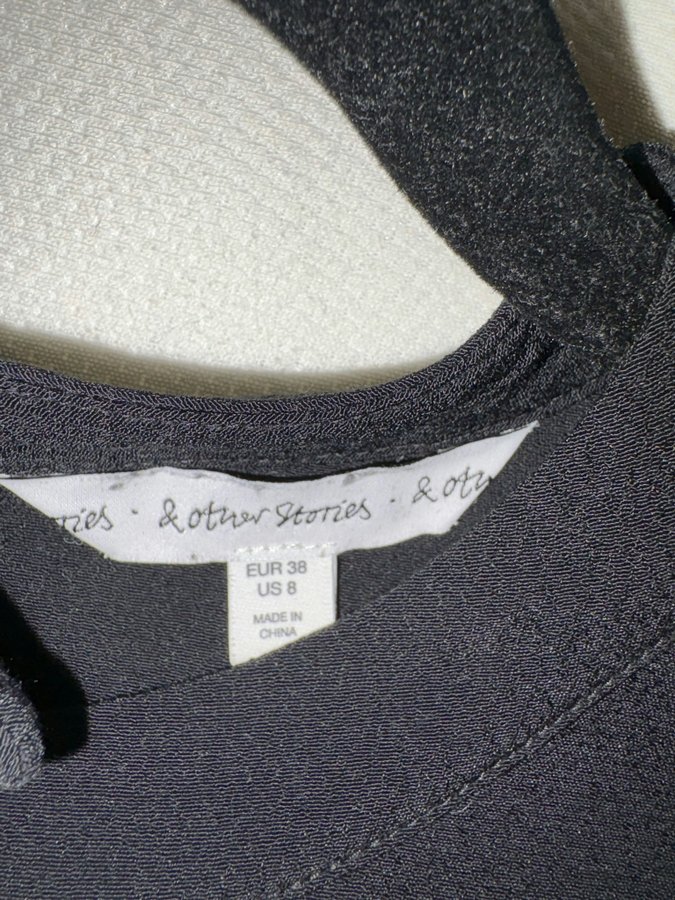 · & Other Stories ·
EUR 38
US 8
MADE IN
CHINA